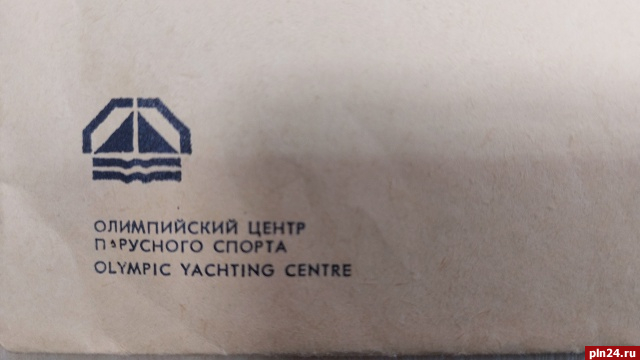 ОЛИМПИЙСКИЙ ЦЕНТР
ПАРУСНОГО СПОРТА
OLYMPIC YACHTING CENTRE
pln24.ru